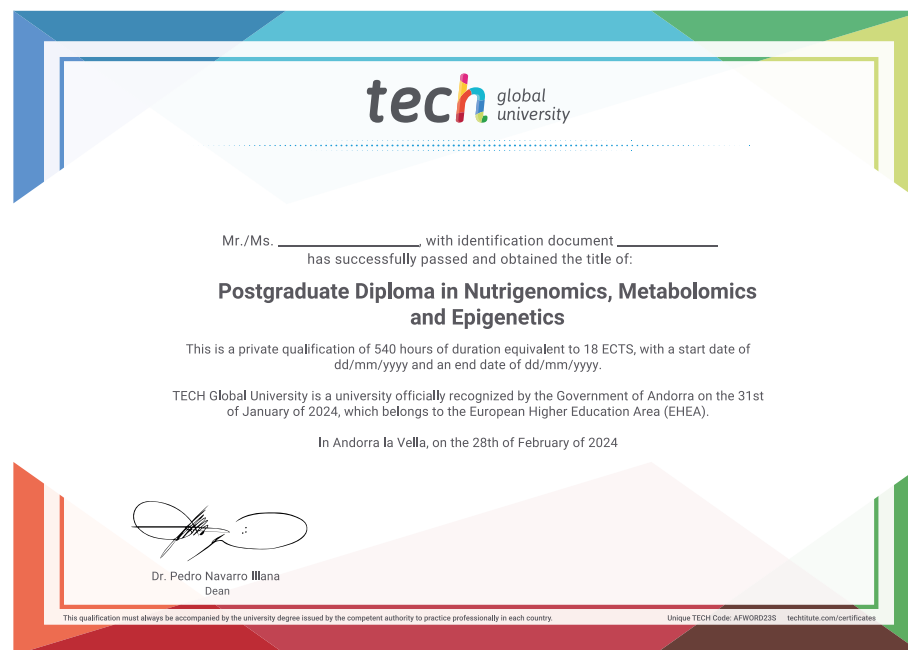 tech global university
Mr./Ms. ____________, with identification document ____________
has successfully passed and obtained the title of:
Postgraduate Diploma in Nutrigenomics, Metabolomics
and Epigenetics
This is a private qualification of 540 hours of duration equivalent to 18 ECTS, with a start date of
dd/mm/yyyy and an end date of dd/mm/yyyy.
TECH Global University is a university officially recognized by the Government of Andorra on the 31st
of January of 2024, which belongs to the European Higher Education Area (EHEA).
In Andorra la Vella, on the 28th of February of 2024
Dr. Pedro Navarro Illana
Dean
This qualification must always be accompanied by the university degree issued by the competent authority to practice professionally in each country. Unique TECH Code: AFWORD23S techtitute.com/certificates